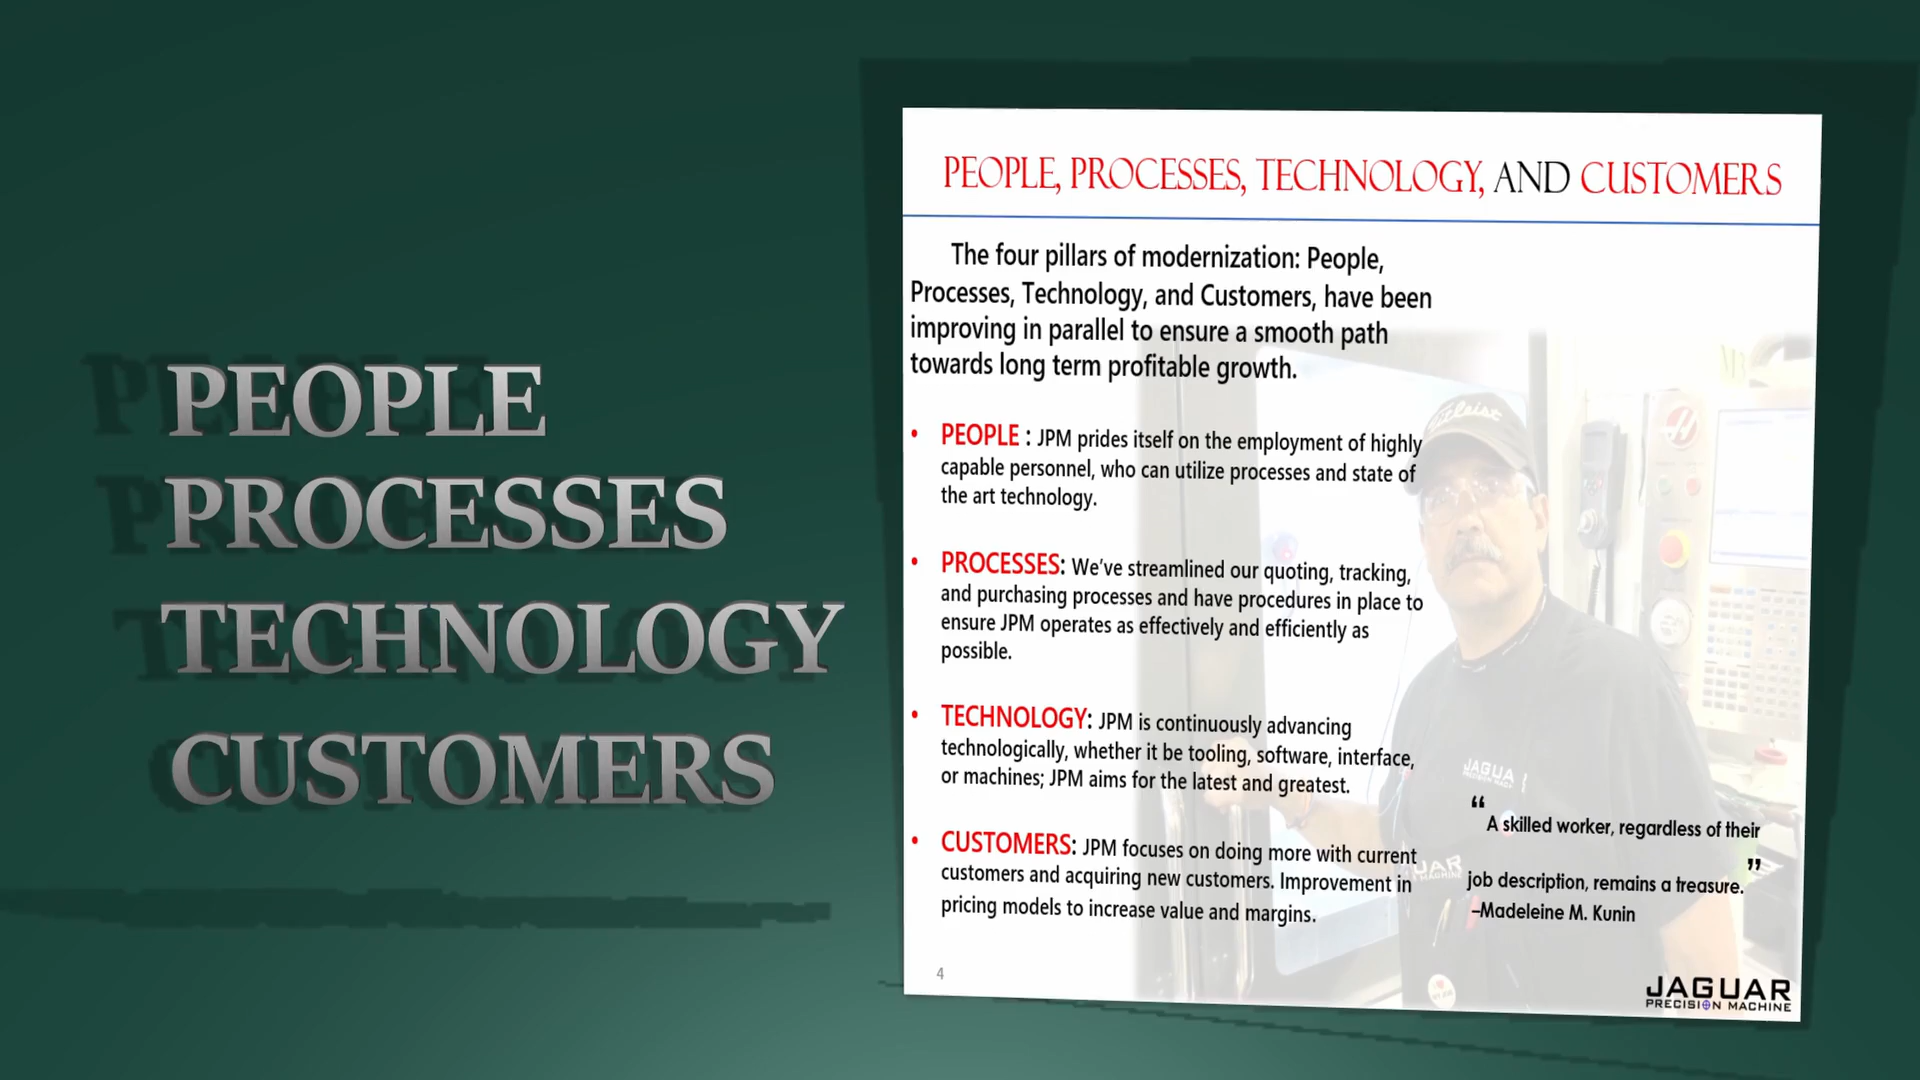 PEOPLE
PROCESSES
TECHNOLOGY
CUSTOMERS
PEOPLE, PROCESSES, TECHNOLOGY, AND CUSTOMERS
The four pillars of modernization: People,
Processes, Technology, and Customers, have been
improving in parallel to ensure a smooth path
towards long term profitable growth.
• PEOPLE : JPM prides itself on the employment of highly
capable personnel, who can utilize processes and state of
the art technology.
• PROCESSES: We’ve streamlined our quoting, tracking,
and purchasing processes and have procedures in place to
ensure JPM operates as effectively and efficiently as
possible.
• TECHNOLOGY: JPM is continuously advancing
technologically, whether it be tooling, software, interface,
or machines; JPM aims for the latest and greatest.
• CUSTOMERS: JPM focuses on doing more with current
customers and acquiring new customers. Improvement in
pricing models to increase value and margins.
Titleist
“ A skilled worker, regardless of their
job description, remains a treasure. ”
–Madeleine M. Kunin
4
JAGUAR
PRECISION MACHINE